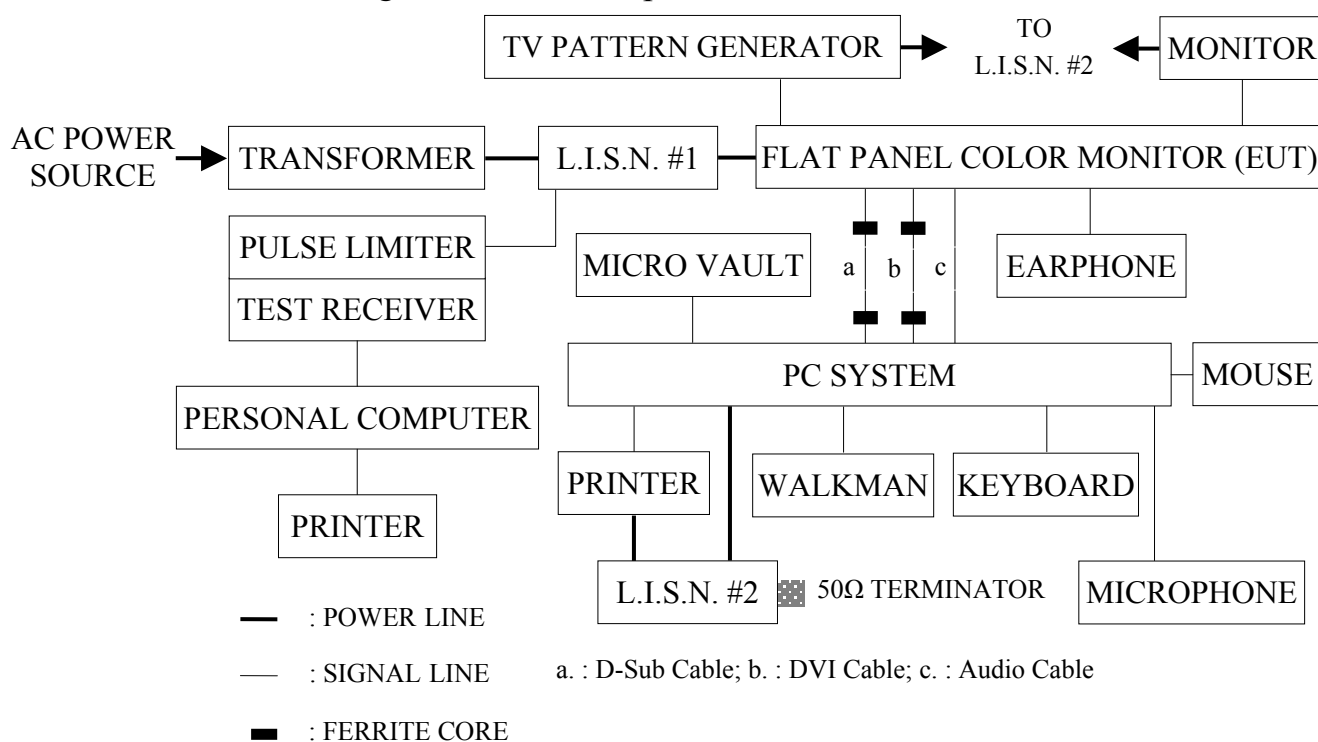 TV PATTERN GENERATOR
TO
L.I.S.N. #2
MONITOR
AC POWER
SOURCE
TRANSFORMER
L.I.S.N. #1
FLAT PANEL COLOR MONITOR (EUT)
PULSE LIMITER
TEST RECEIVER
MICRO VAULT
a
b
c
EARPHONE
PC SYSTEM
MOUSE
PERSONAL COMPUTER
PRINTER
PRINTER
WALKMAN
KEYBOARD
L.I.S.N. #2
50Ω TERMINATOR
MICROPHONE
: POWER LINE
: SIGNAL LINE
a. : D-Sub Cable; b. : DVI Cable; c. : Audio Cable
: FERRITE CORE